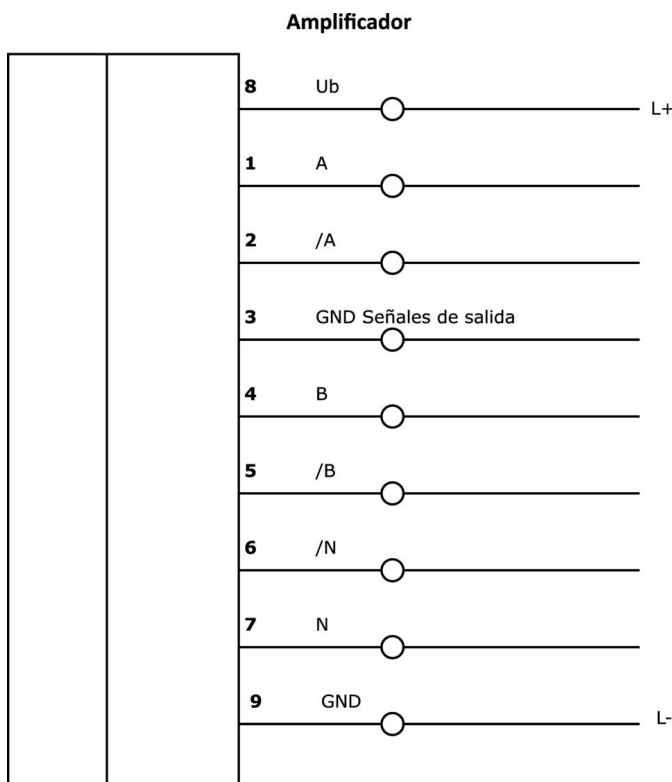 Amplificador
8 Ub
L+
1 A
2 /A
3 GND Señales de salida
4 B
5 /B
6 /N
7 N
9 GND
L-